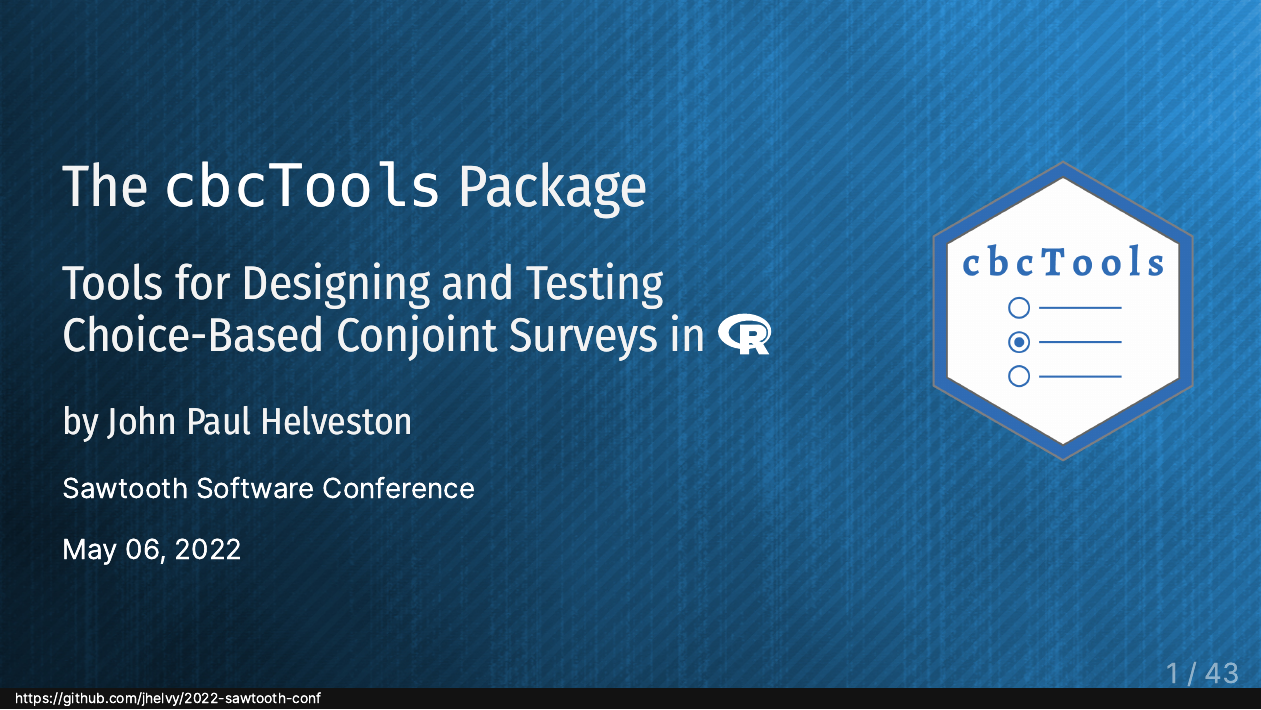 The cbcTools Package
Tools for Designing and Testing
Choice-Based Conjoint Surveys in R
by John Paul Helveston
Sawtooth Software Conference
May 06, 2022
cbcTools
1 / 43
https://github.com/jhelvy/2022-sawtooth-conf